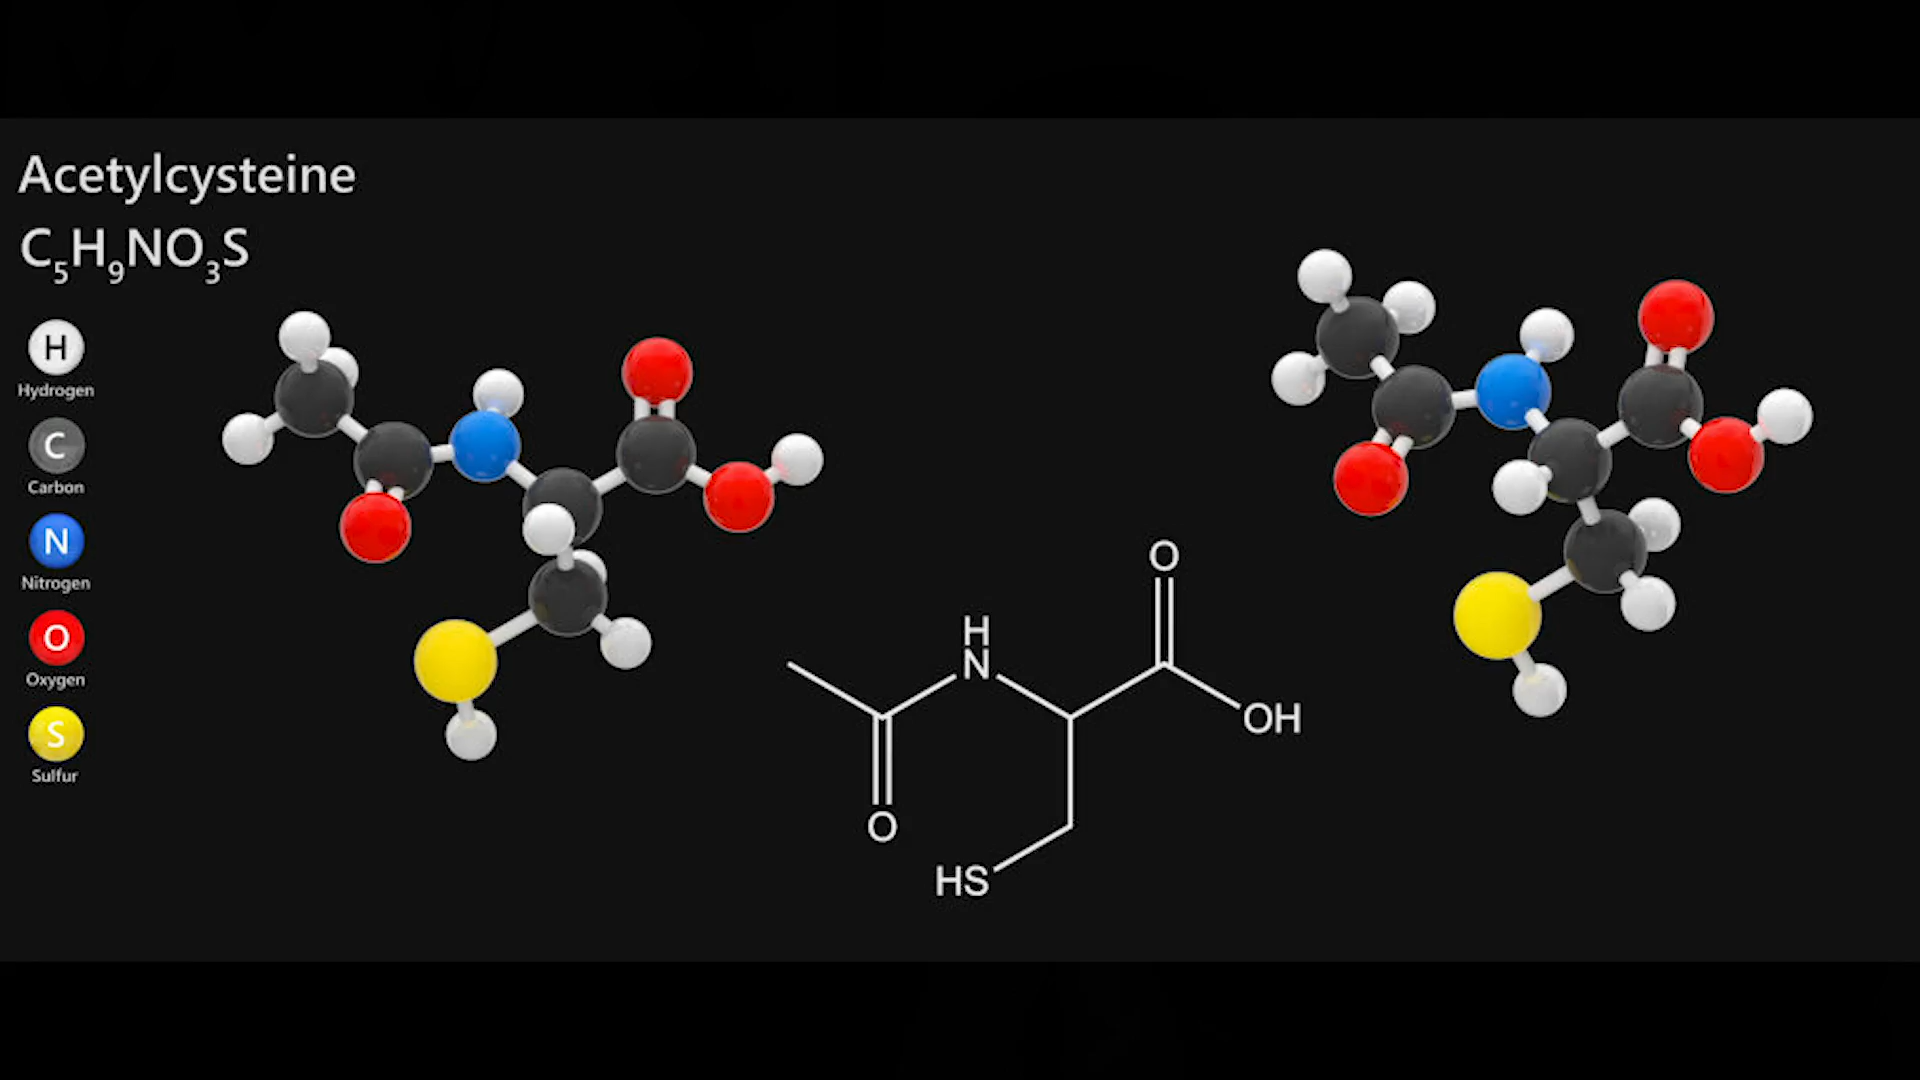 Acetylcysteine
C₅H₉NO₃S
H
Hydrogen
C
Carbon
N
Nitrogen
O
Oxygen
S
Sulfur
O
H
N
OH
O
HS